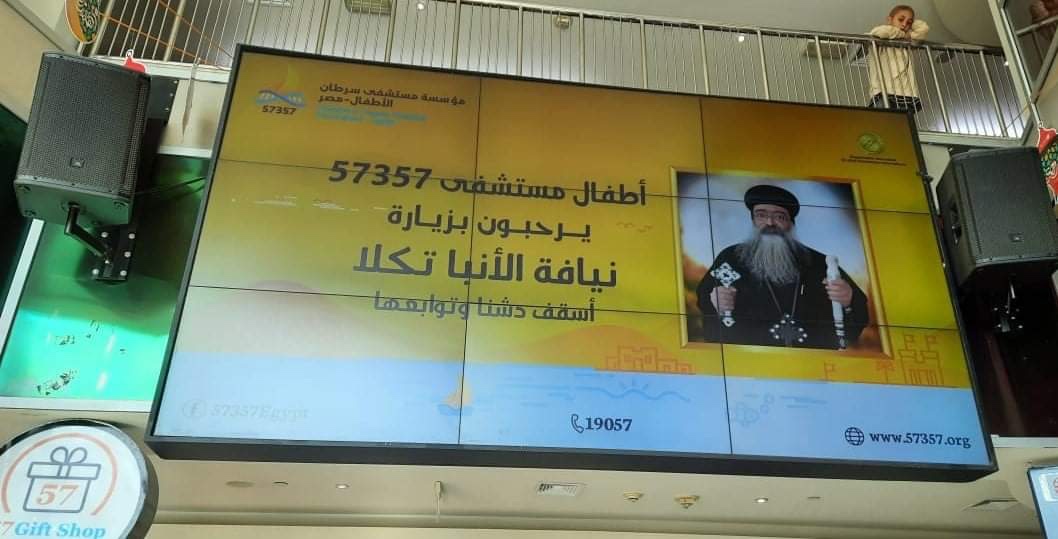 57357
مؤسسة مستشفى سرطان
الأطفال-مصر
أطفال مستشفى 57357
يرحبون بزيارة
نيافة الأنبا تكلا
أسقف دشنا وتوابعها
57357Egypt
19057
www.57357.org
57
Gift Shop
JBL